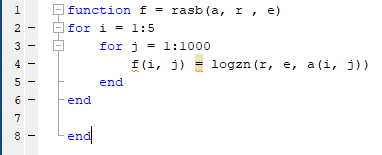 1 function f = rasb(a, r , e)
2 - for i = 1:5
3 - for j = 1:1000
4 - f(i, j) = logzn(r, e, a(i, j))
5 - end
6 - end
7
8 - end